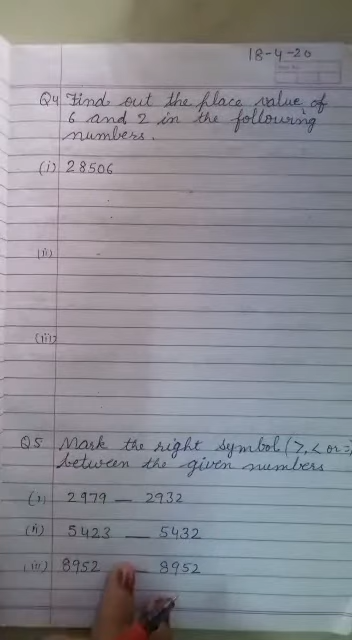 18-4-20
Q4 Find out the place value of
6 and 2 in the following
numbers.
(i) 28506
(ii)
(iii)
Q5 Mark the right symbol (>, < or =)
between the given numbers
(i) 2979 — 2932
(ii) 5423 — 5432
(iii) 8952 — 8952